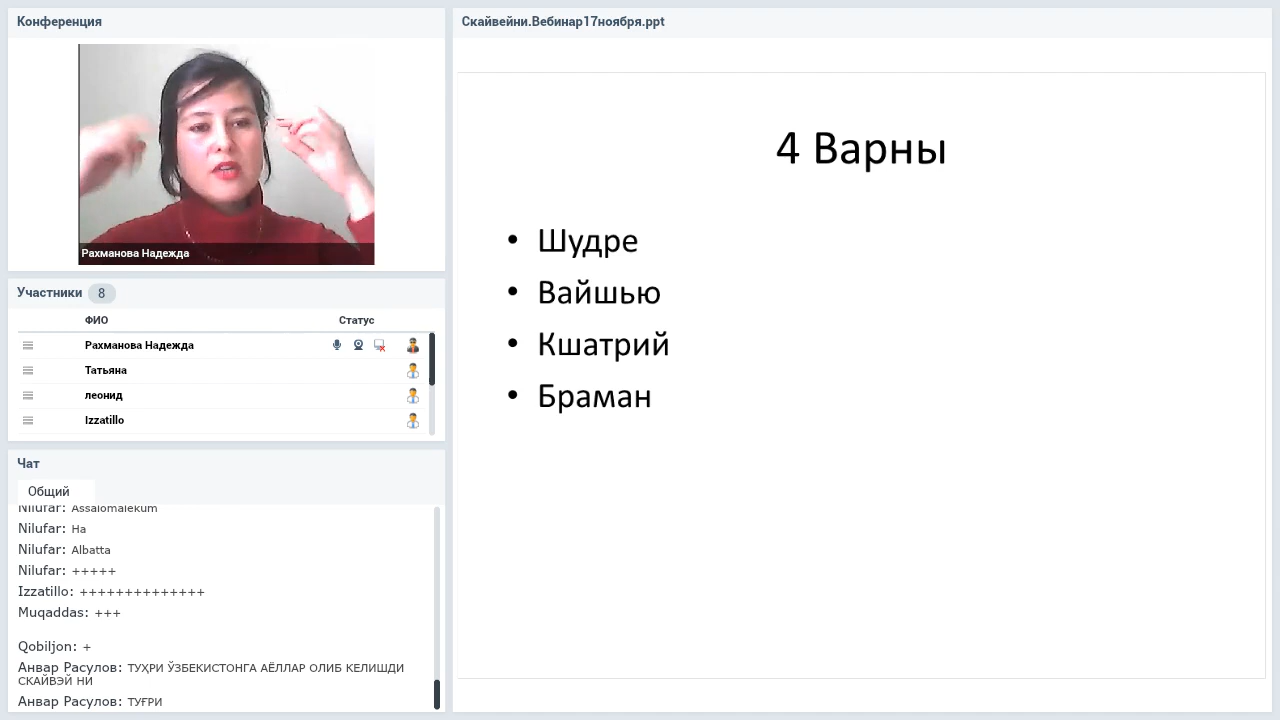 Конференция
Рахманова Надежда
Участники 8
ФИО Статус
Рахманова Надежда
Татьяна
леонид
Izzatillo
Чат
Общий
Nilufar: Assalomalekum
Nilufar: Ha
Nilufar: Albatta
Nilufar: +++++
Izzatillo: ++++++++++++++
Muqaddas: +++
Qobiljon: +
Анвар Расулов: ТУҲРИ ЎЗБЕКИСТОНГА АЁЛЛАР ОЛИБ КЕЛИШДИ
СКАЙВЭЙ НИ
Анвар Расулов: ТУҒРИ
Скайвейни.Вебинар17ноября.ppt
4 Варны
• Шудре
• Вайшью
• Кшатрий
• Браман